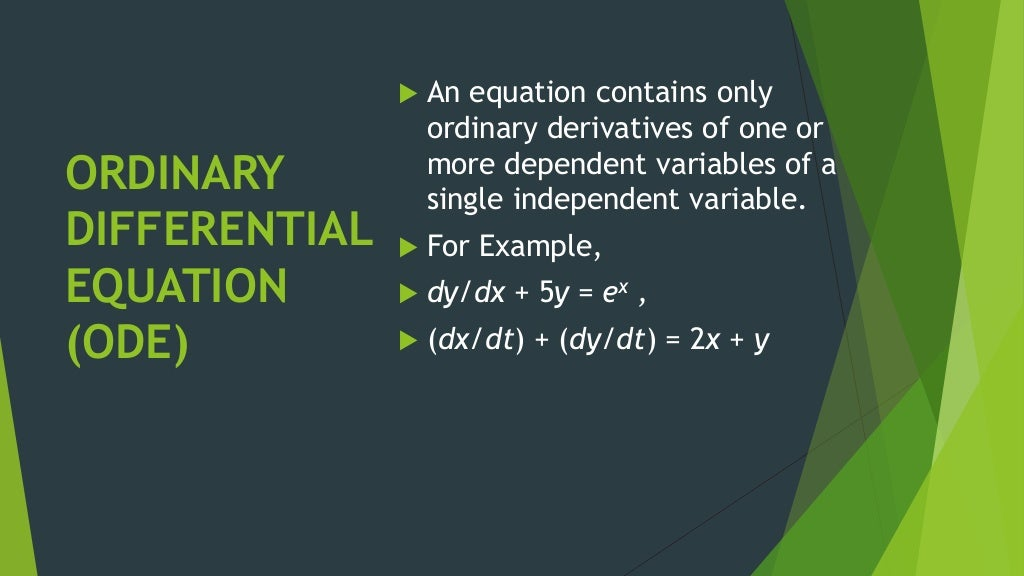 ORDINARY
DIFFERENTIAL
EQUATION
(ODE)
An equation contains only
ordinary derivatives of one or
more dependent variables of a
single independent variable.
For Example,
dy/dx + 5y = eˣ ,
(dx/dt) + (dy/dt) = 2x + y